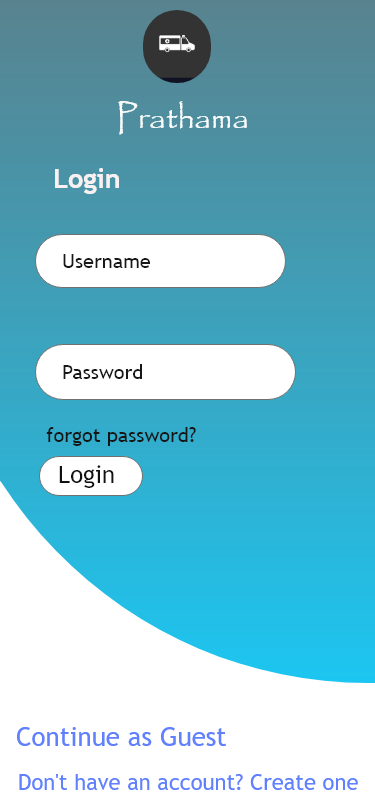 Prathama
Login
Username
Password
forgot password?
Login
Continue as Guest
Don't have an account? Create one